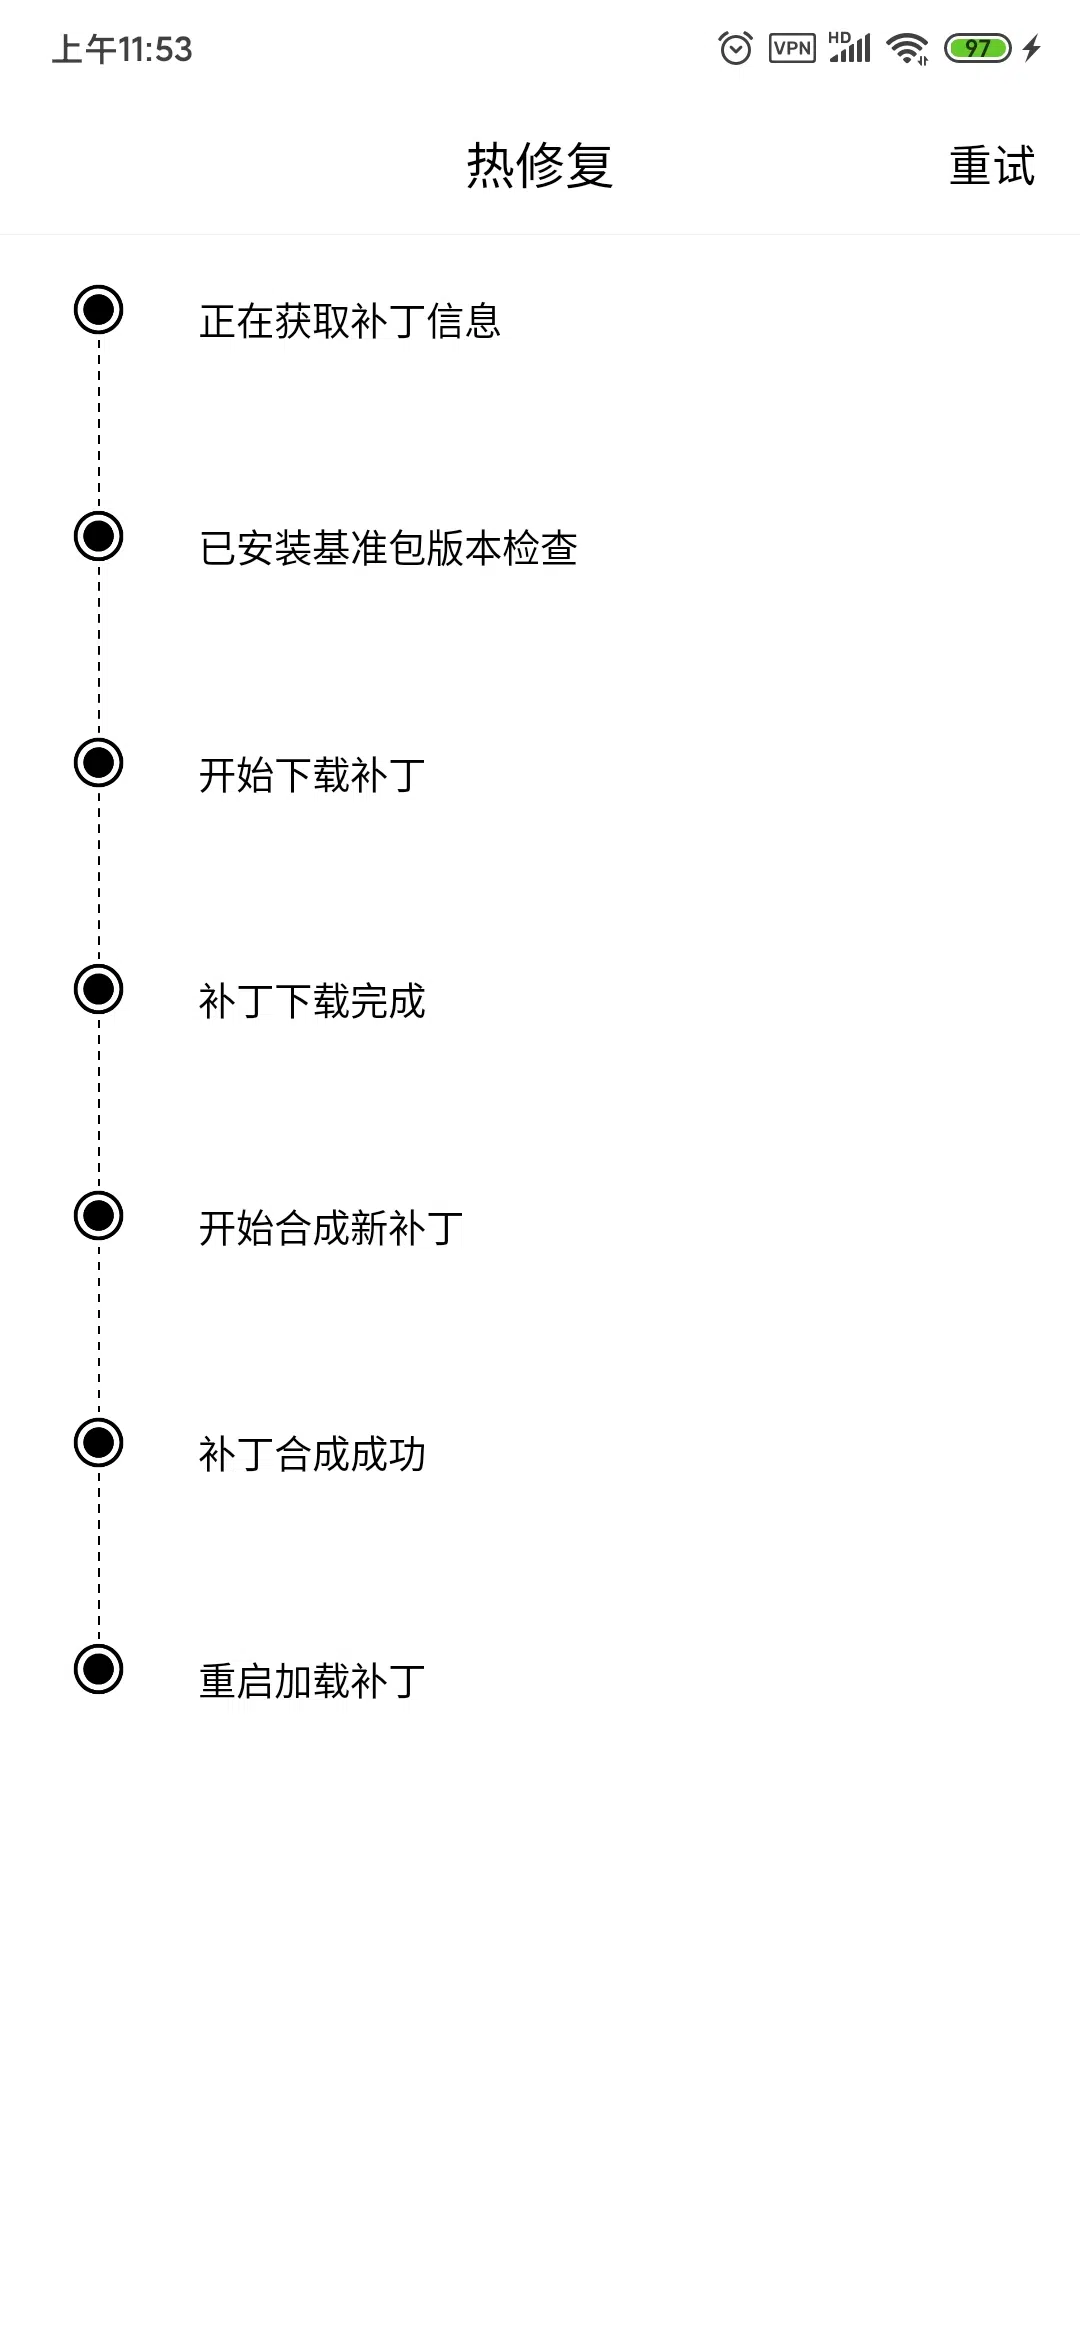 上午11:53
VPN
HD
97
热修复
重试
正在获取补丁信息
已安装基准包版本检查
开始下载补丁
补丁下载完成
开始合成新补丁
补丁合成成功
重启加载补丁